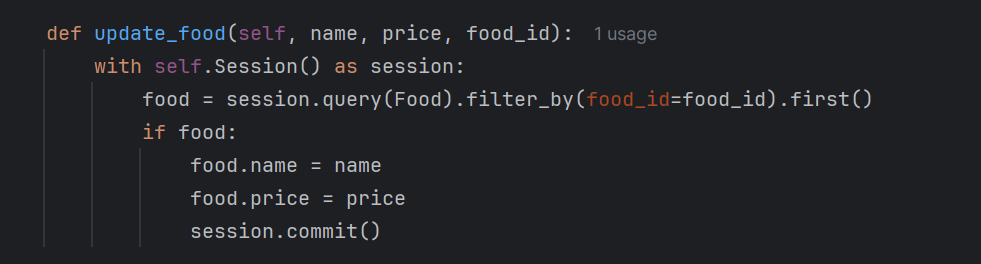 def update_food(self, name, price, food_id): 1 usage
    with self.Session() as session:
        food = session.query(Food).filter_by(food_id=food_id).first()
        if food:
            food.name = name
            food.price = price
            session.commit()